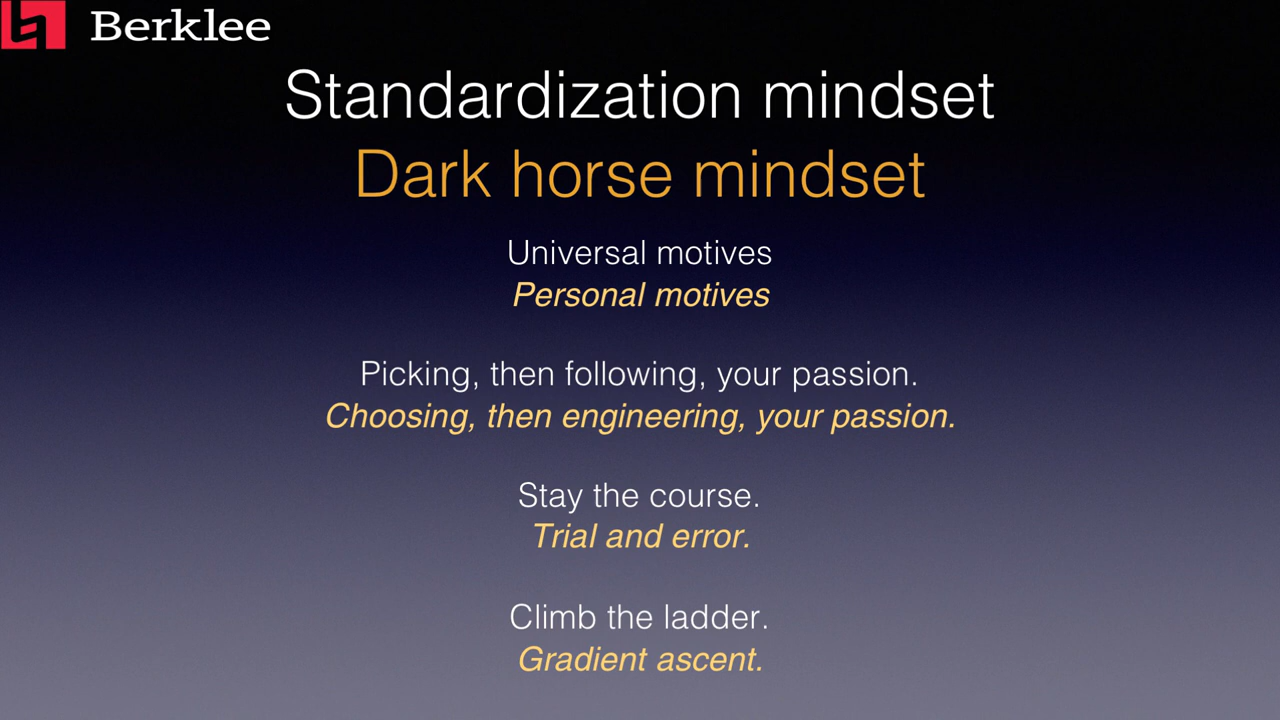 Berklee
Standardization mindset
Dark horse mindset
Universal motives
Personal motives
Picking, then following, your passion.
Choosing, then engineering, your passion.
Stay the course.
Trial and error.
Climb the ladder.
Gradient ascent.